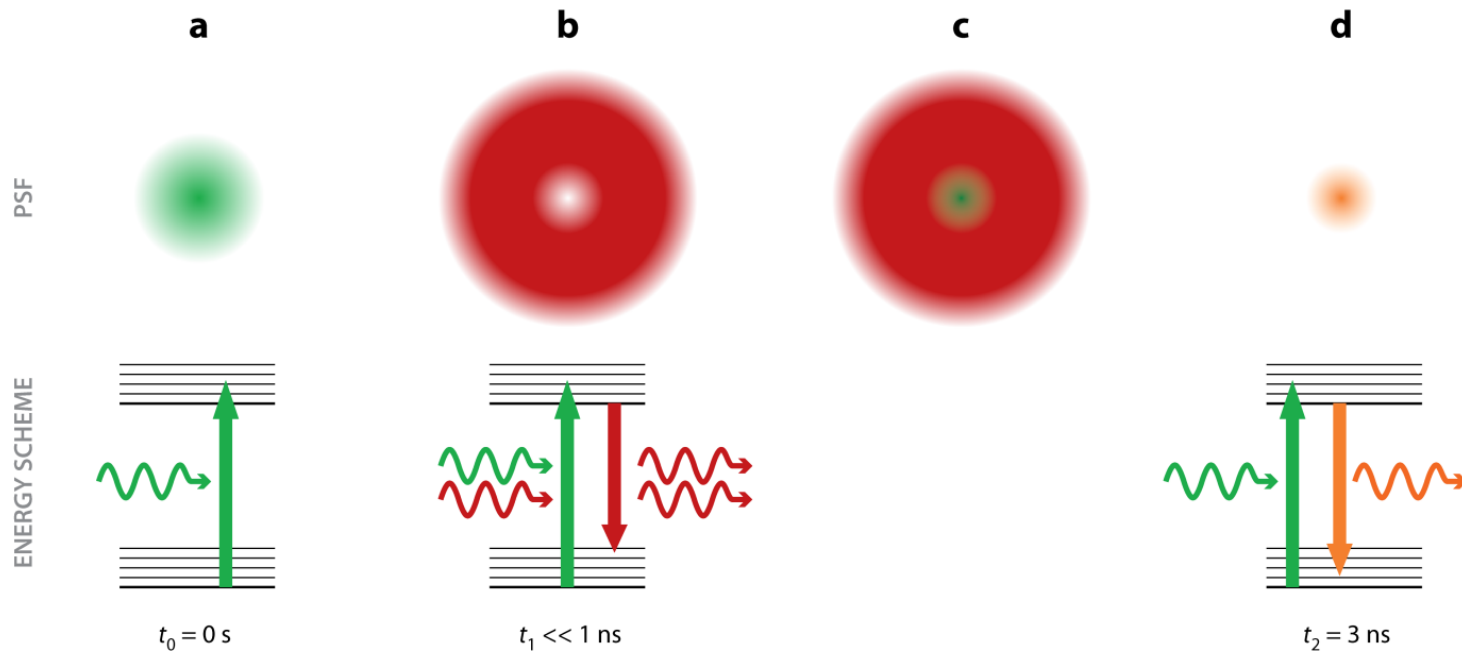 a b c d
PSF
ENERGY SCHEME
t₀ = 0 s t₁ << 1 ns t₂ = 3 ns